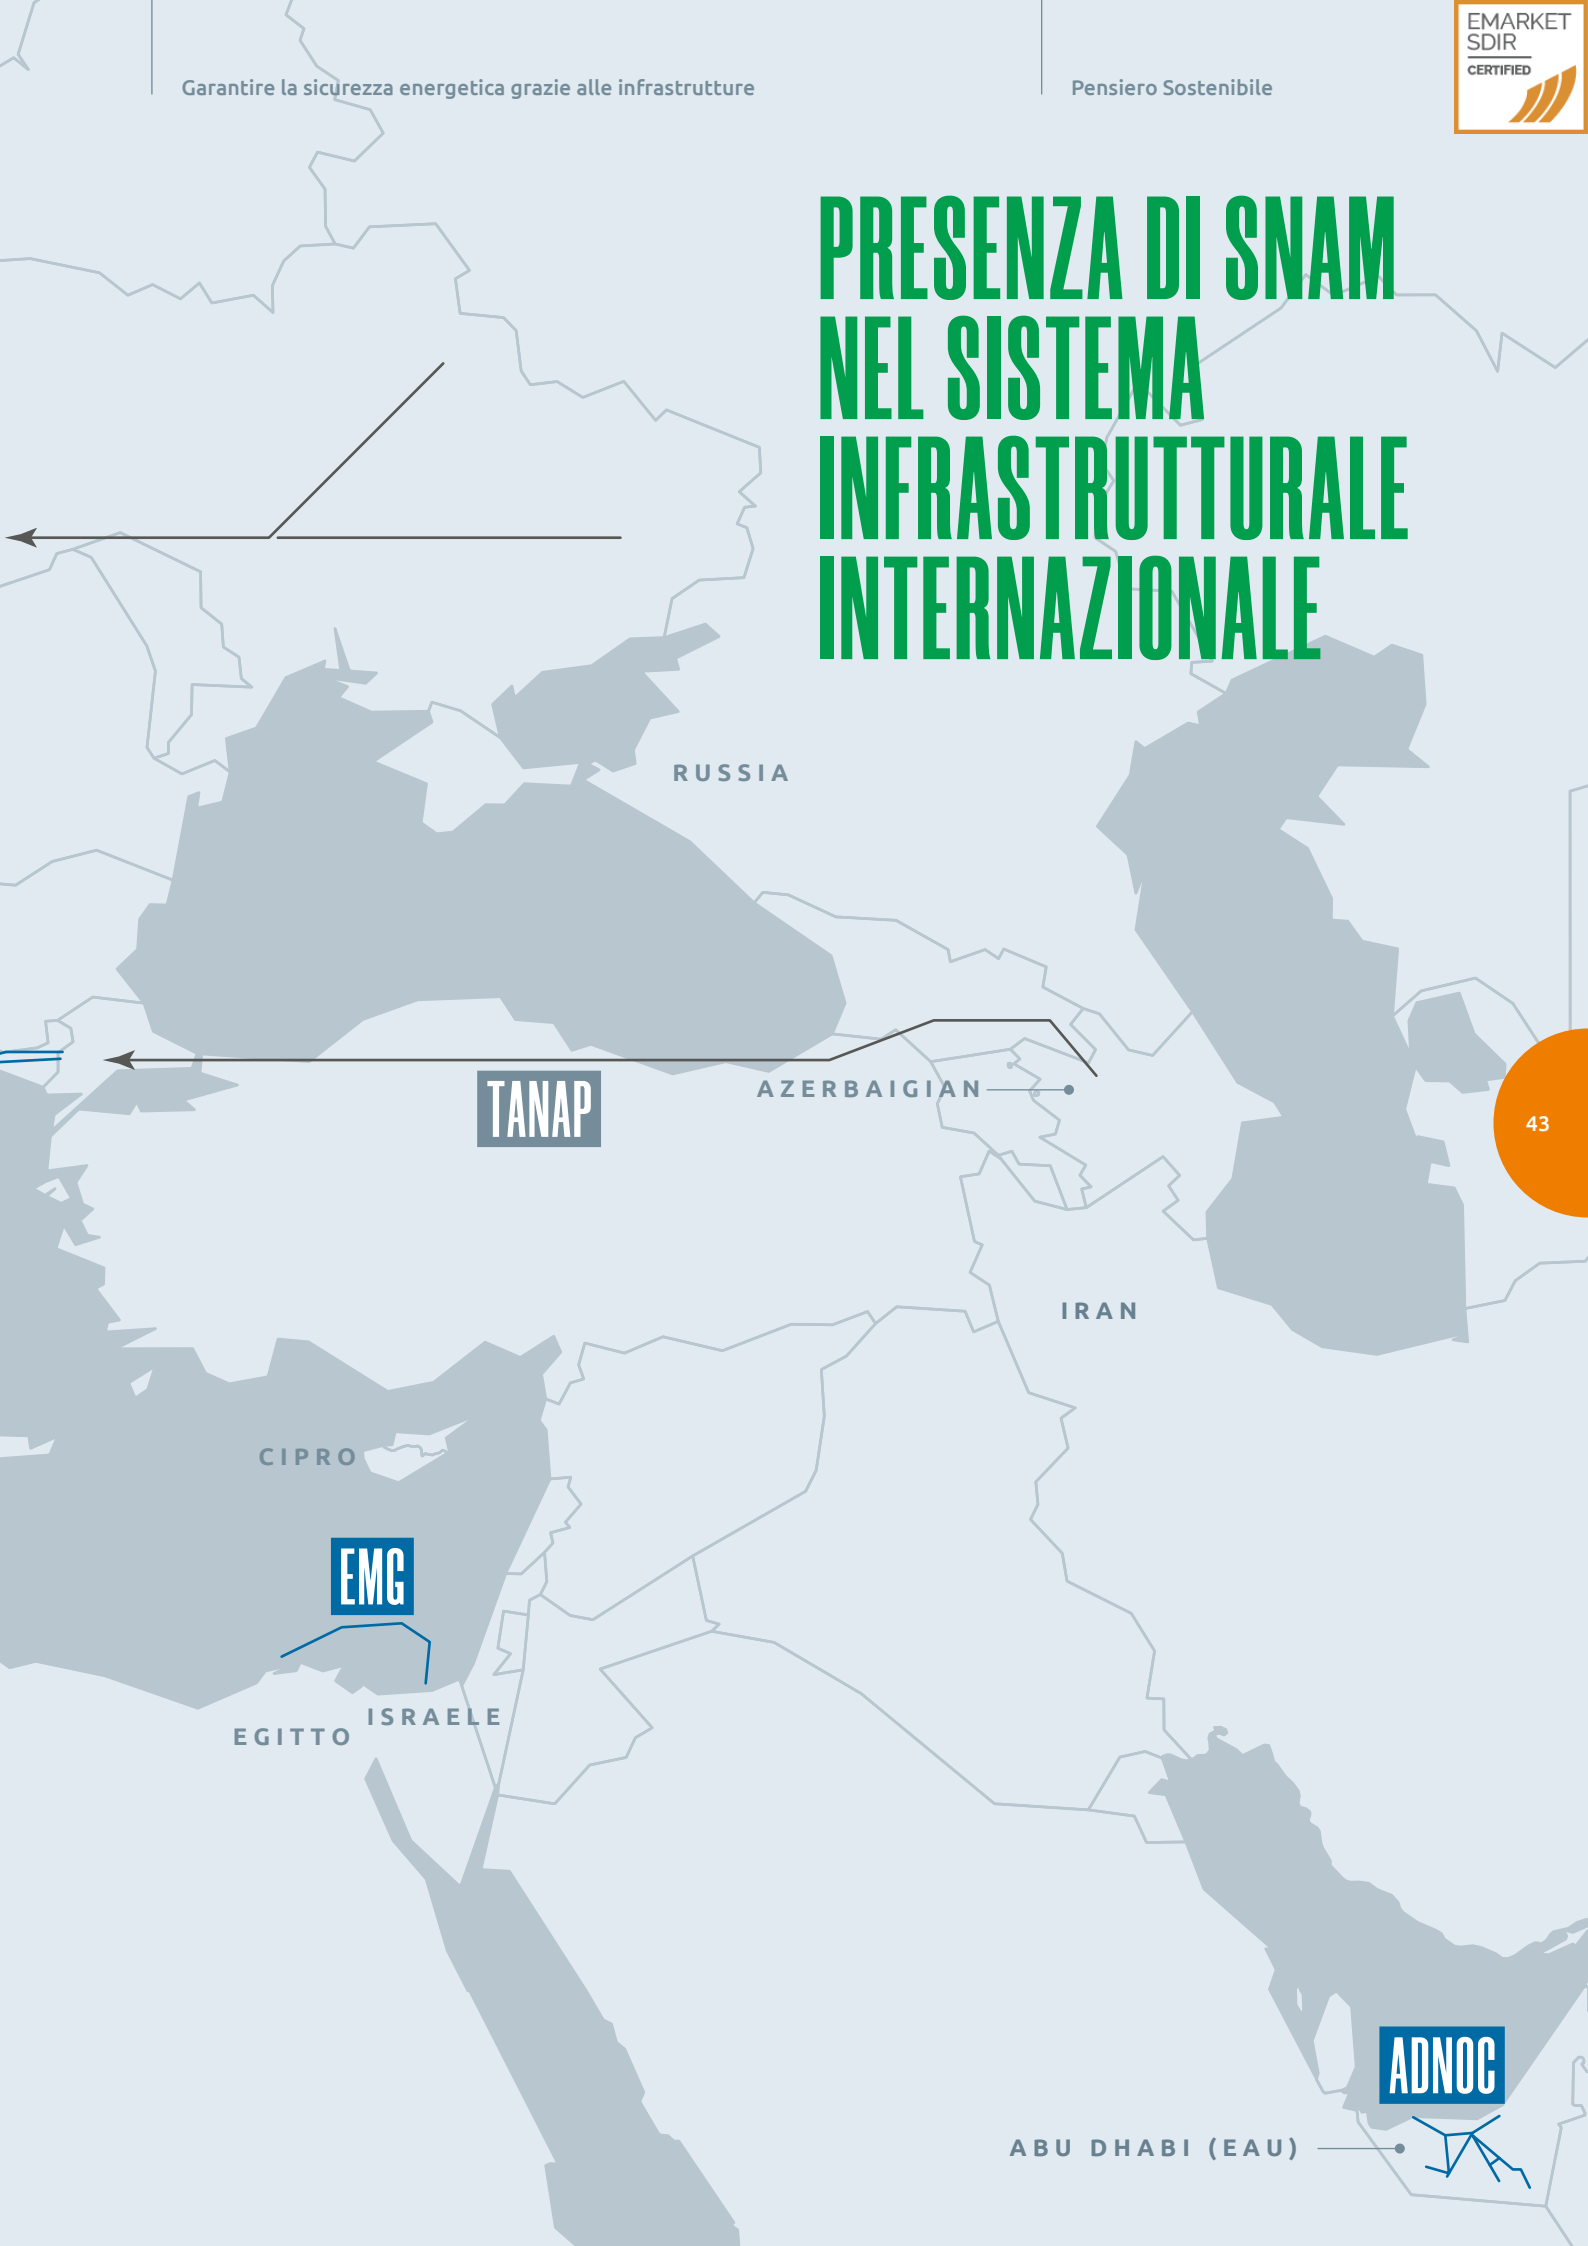 Garantire la sicurezza energetica grazie alle infrastrutture
Pensiero Sostenibile
EMARKET
SDIR
CERTIFIED
PRESENZA DI SNAM
NEL SISTEMA
INFRASTRUTTURALE
INTERNAZIONALE
RUSSIA
TANAP
AZERBAIGIAN
43
IRAN
CIPRO
EMG
ISRAELE
EGITTO
ADNOC
ABU DHABI (EAU)